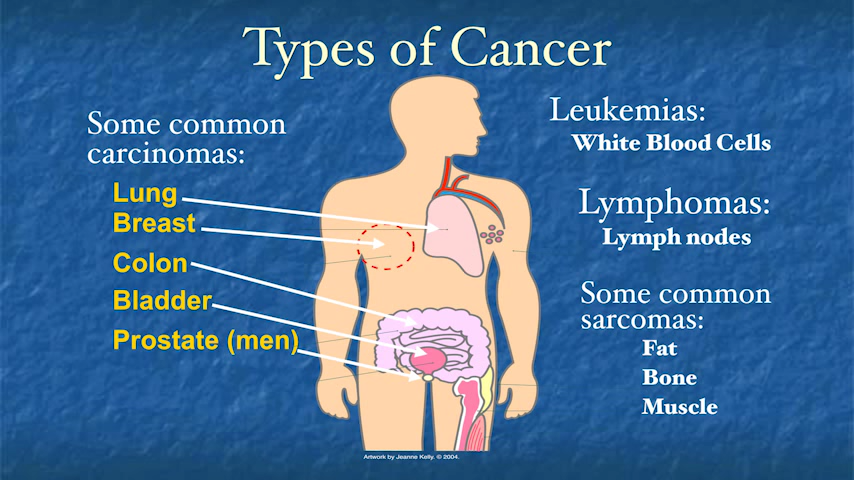 Types of Cancer
Some common
carcinomas:
Lung
Breast
Colon
Bladder
Prostate (men)
Leukemias:
White Blood Cells
Lymphomas:
Lymph nodes
Some common
sarcomas:
Fat
Bone
Muscle
Artwork by Jeanne Kelly. © 2004.